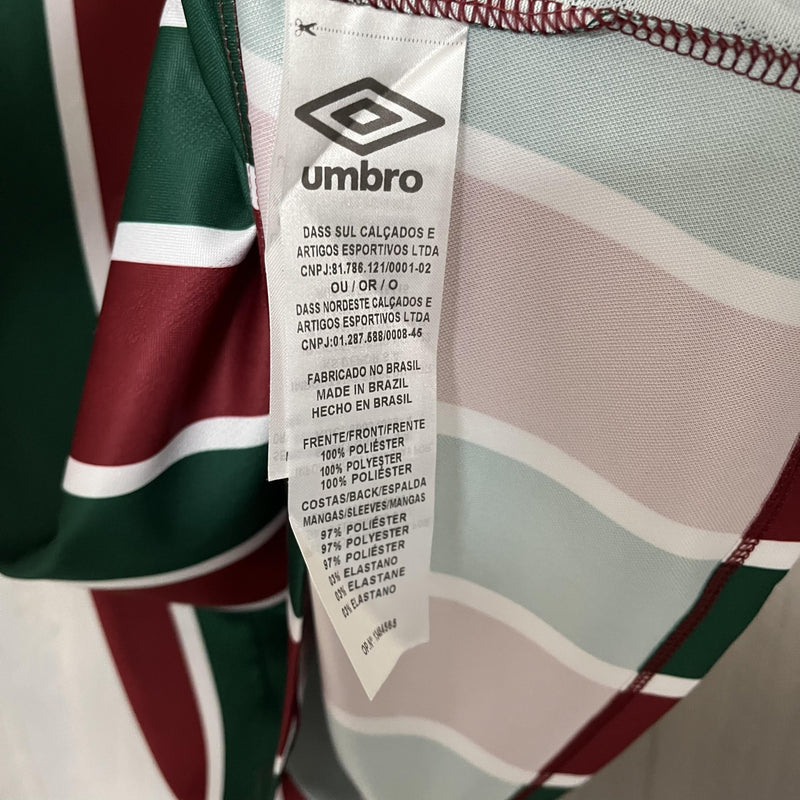 umbro
DASS SUL CALÇADOS E
ARTIGOS ESPORTIVOS LTDA
CNPJ:81.786.121/0001-02
OU / OR / O
DASS NORDESTE CALÇADOS E
ARTIGOS ESPORTIVOS LTDA
CNPJ:01.287.588/0008-45
FABRICADO NO BRASIL
MADE IN BRAZIL
HECHO EN BRASIL
FRENTE/FRONT/FRENTE
100% POLIÉSTER
100% POLYESTER
100% POLIÉSTER
COSTAS/BACK/ESPALDA
MANGAS/SLEEVES/MANGAS
97% POLIÉSTER
97% POLYESTER
97% POLIÉSTER
03% ELASTANO
03% ELASTANE
03% ELASTANO
OP.Nº